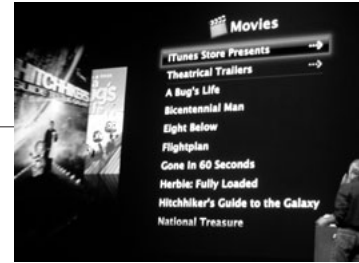 Movies
iTunes Store Presents
Theatrical Trailers
A Bug's Life
Bicentennial Man
Eight Below
Flightplan
Gone In 60 Seconds
Herbie: Fully Loaded
Hitchhiker's Guide to the Galaxy
National Treasure